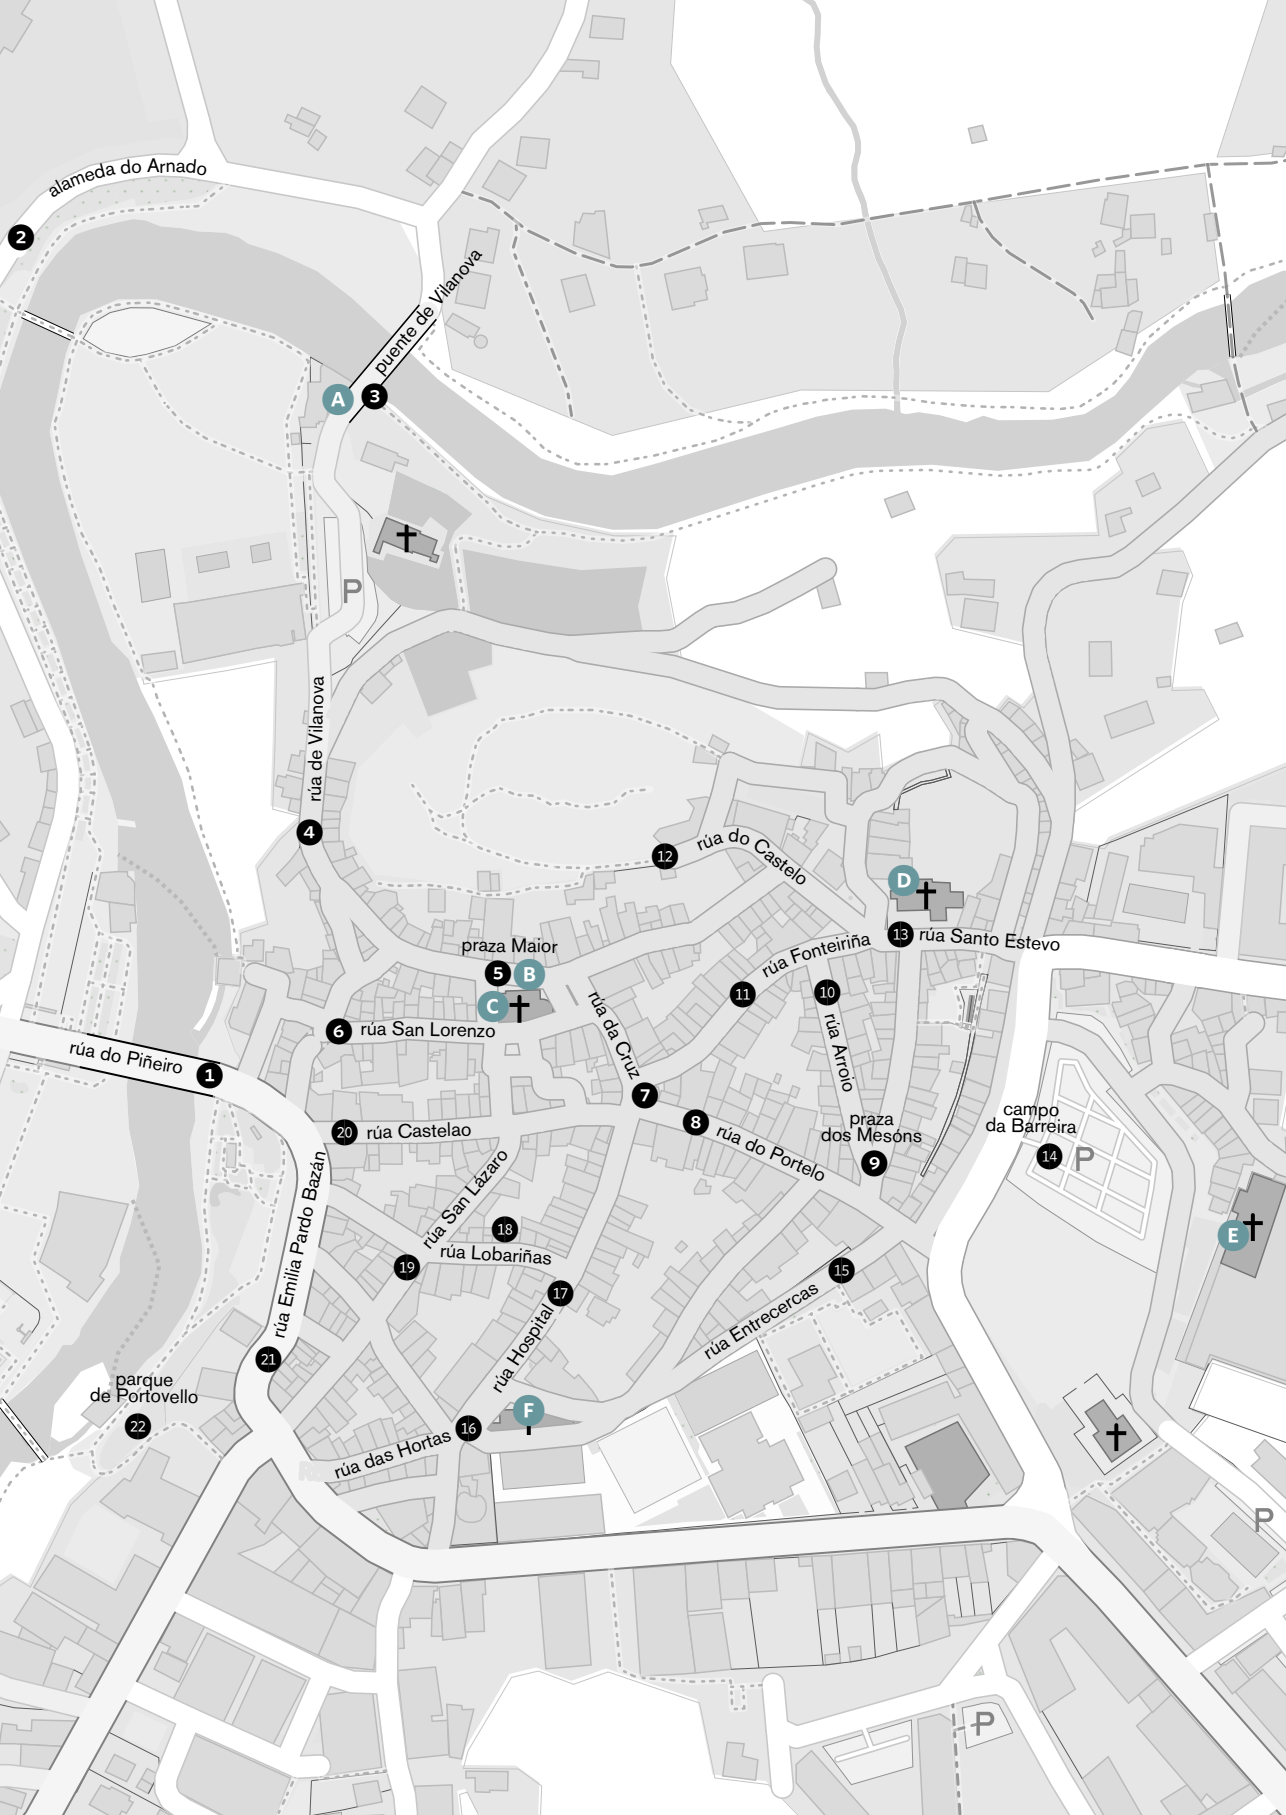 alameda do Arnado
2
puente de Vilanova
A
3
P
rúa de Vilanova
4
12
rúa do Castelo
D
13
rúa Santo Estevo
praza Maior
5
B
rúa Fonteiriña
C
11
10
rúa da Cruz
6
rúa San Lorenzo
rúa Arroio
rúa do Piñeiro
1
7
8
20
rúa Castelao
rúa do Portelo
praza
dos Mesóns
9
campo
da Barreira
14
P
rúa San Lázaro
18
rúa Lobariñas
19
E
rúa Emilia Pardo Bazán
17
15
rúa Entrecercas
rúa Hospital
21
parque
de Portovello
22
F
16
rúa das Hortas
P
P